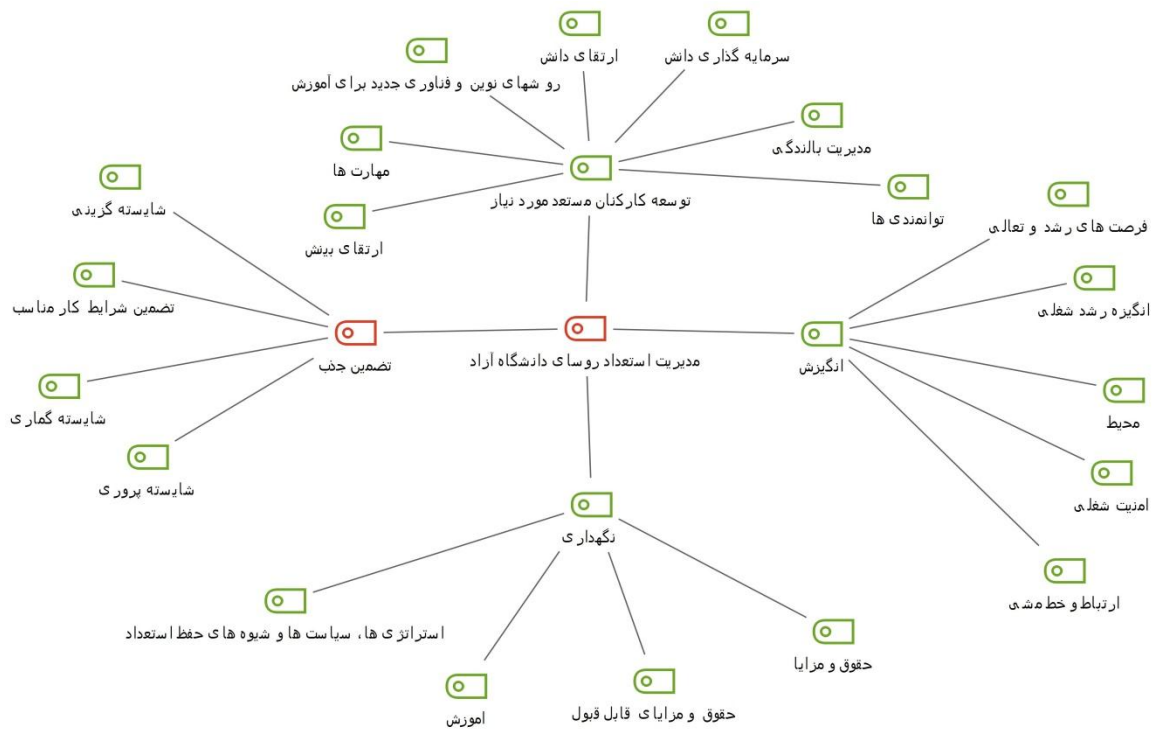 سرمایه گذاری دانش
ارتقای دانش
روشهای نوین و فناوری جدید برای آموزش
مدیریت بالندگی
مهارت ها
توسعه کارکنان مستعد مورد نیاز
توانمندی ها
ارتقای بینش
شایسته گزینی
فرصت های رشد و تعالی
تضمین شرایط کار مناسب
انگیزه رشد شغلی
مدیریت استعداد روسای دانشگاه آزاد
تضمین جذب
انگیزش
محیط
شایسته گماری
شایسته پروری
امنیت شغلی
نگهداری
ارتباط و خط مشی
استراتژی ها، سیاست ها و شیوه های حفظ استعداد
حقوق و مزایا
حقوق و مزایای قابل قبول
اموزش